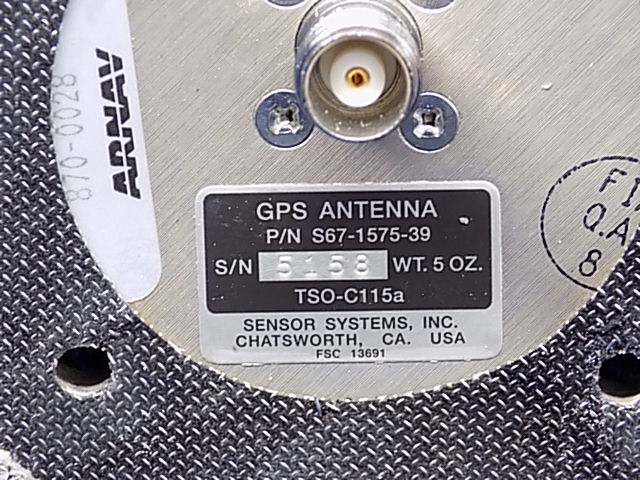 870-0028
ARNAV
GPS ANTENNA
P/N S67-1575-39
S/N 5158 WT. 5 OZ.
TSO-C115a
SENSOR SYSTEMS, INC.
CHATSWORTH, CA. USA
FSC 13691
Q.A
8